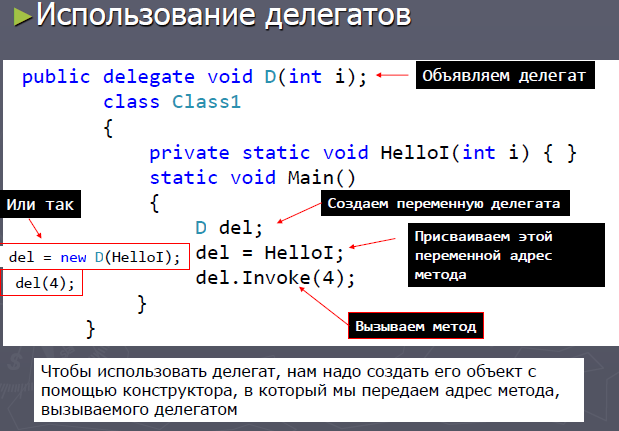 ►Использование делегатов
public delegate void D(int i);
Объявляем делегат
class Class1
{
private static void HelloI(int i) { }
static void Main()
{
Или так
Создаем переменную делегата
D del;
Присваиваем этой
переменной адрес
метода
del = new D(HelloI);
del = HelloI;
del(4);
del.Invoke(4);
}
Вызываем метод
}
Чтобы использовать делегат, нам надо создать его объект с
помощью конструктора, в который мы передаем адрес метода,
вызываемого делегатом